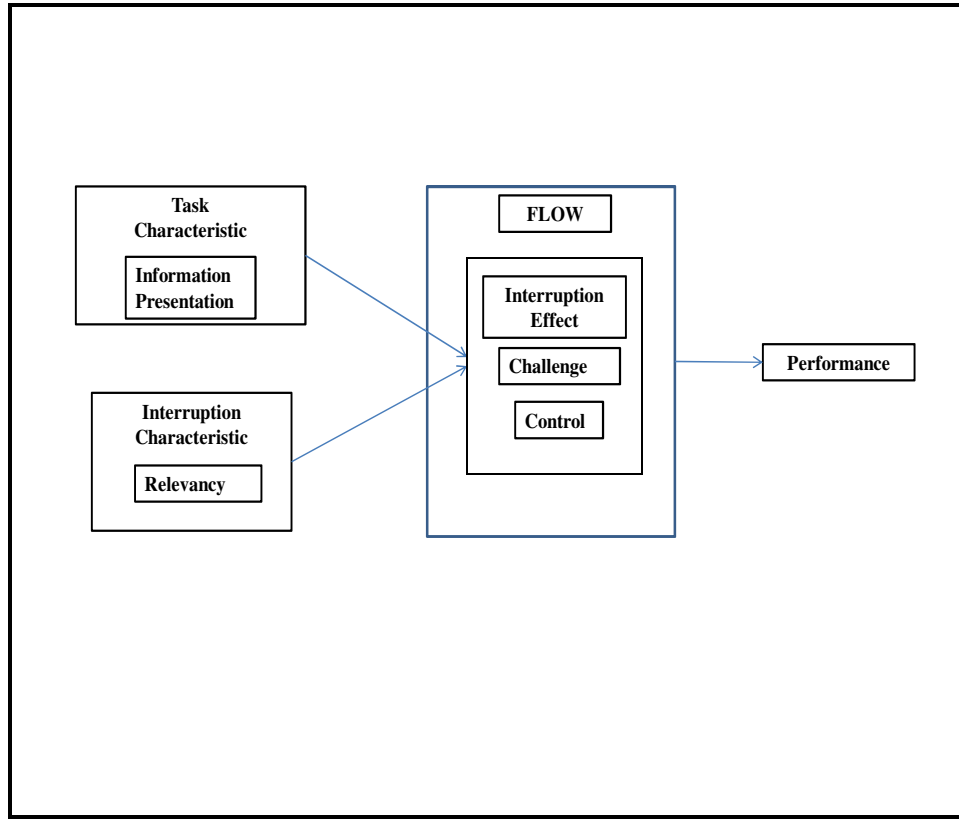 Task
Characteristic
Information
Presentation
Interruption
Characteristic
Relevancy
FLOW
Interruption
Effect
Challenge
Control
Performance